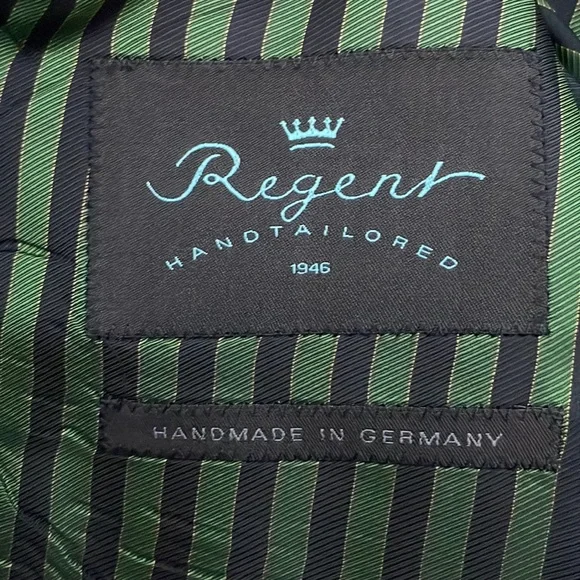 Regent
HANDTAILORED
1946
HANDMADE IN GERMANY